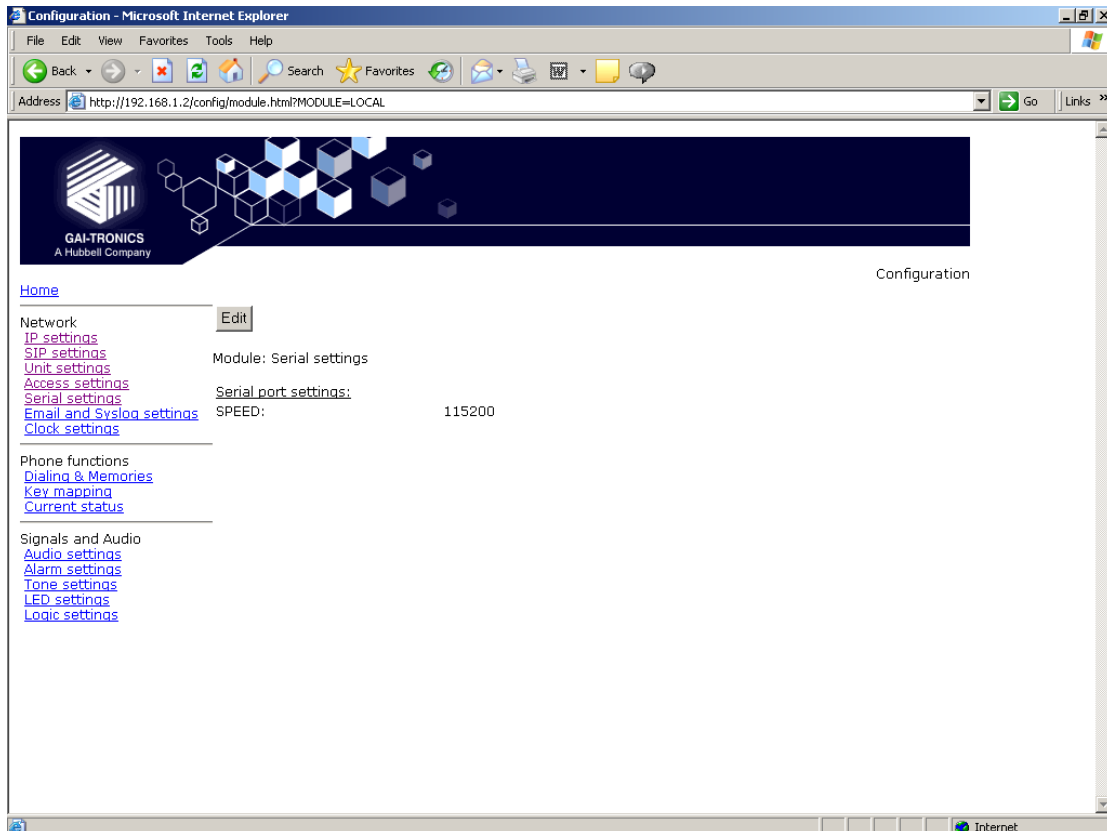 Configuration - Microsoft Internet Explorer
File Edit View Favorites Tools Help
Back Search Favorites
Address http://192.168.1.2/config/module.html?MODULE=LOCAL Go Links »
GAI-TRONICS
A Hubbell Company
Configuration
Home
Edit
Network
IP settings
SIP settings
Unit settings
Access settings
Serial settings
Email and Syslog settings
Clock settings
Module: Serial settings
Serial port settings:
SPEED: 115200
Phone functions
Dialing & Memories
Key mapping
Current status
Signals and Audio
Audio settings
Alarm settings
Tone settings
LED settings
Logic settings
Internet